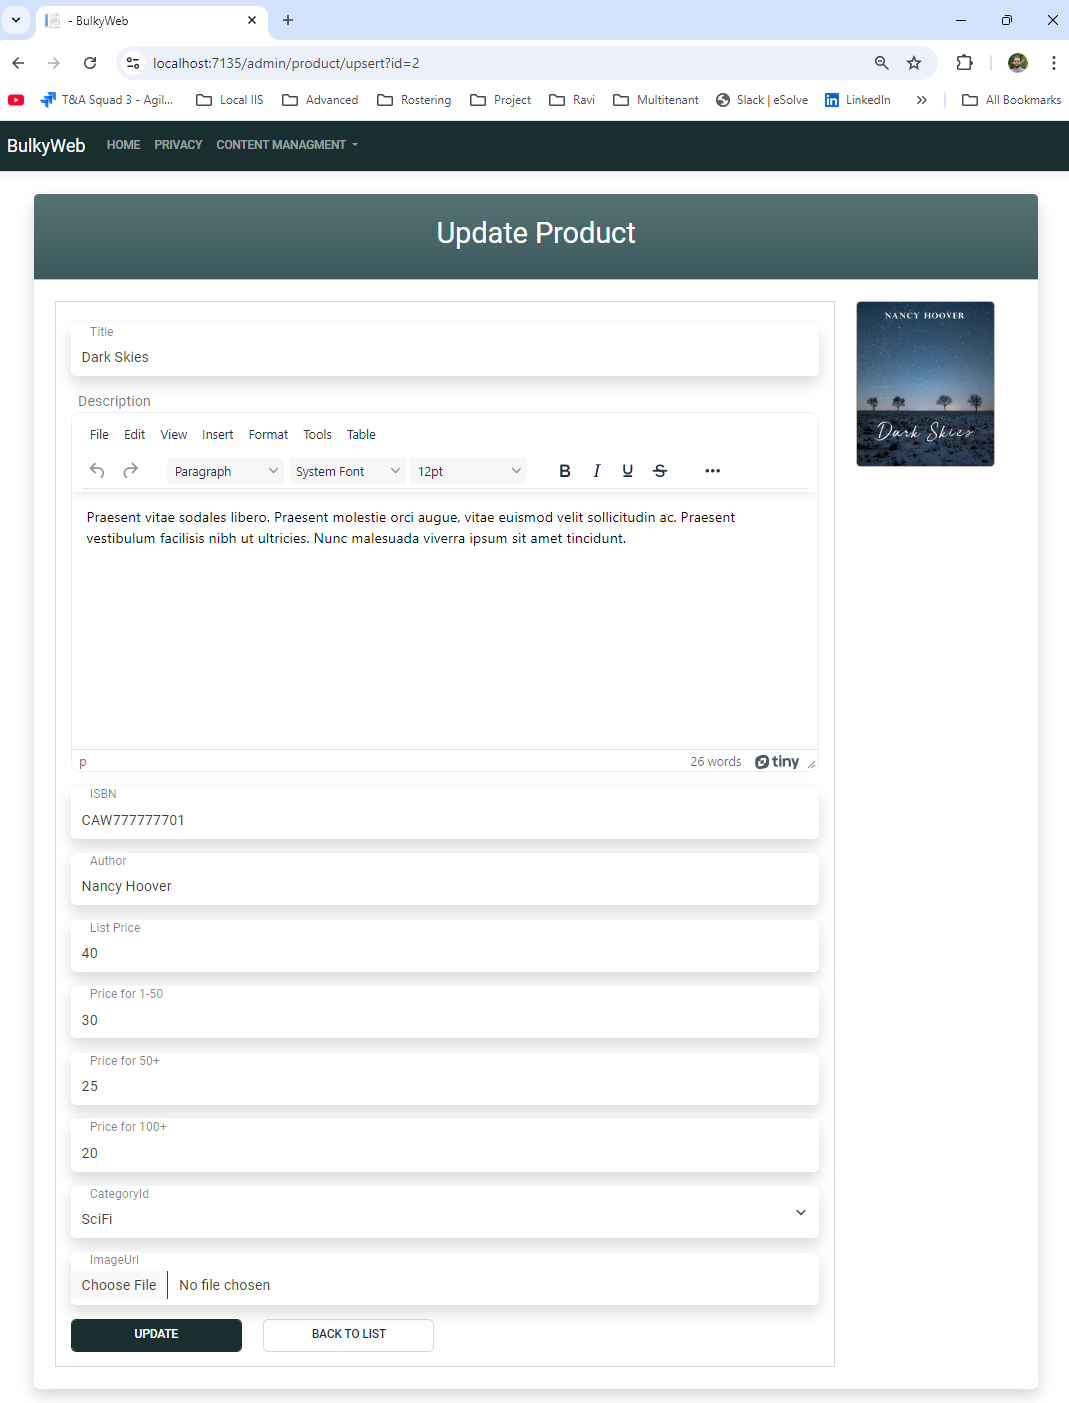 - BulkyWeb
localhost:7135/admin/product/upsert?id=2
T&A Squad 3 - Agil... Local IIS Advanced Rostering Project Ravi Multitenant Slack | eSolve LinkedIn » All Bookmarks
BulkyWeb HOME PRIVACY CONTENT MANAGMENT
Update Product
Title
Dark Skies
NANCY HOOVER
Dark Skies
Description
File Edit View Insert Format Tools Table
Paragraph System Font 12pt B I U S ...
Praesent vitae sodales libero. Praesent molestie orci augue, vitae euismod velit sollicitudin ac. Praesent
vestibulum facilisis nibh ut ultricies. Nunc malesuada viverra ipsum sit amet tincidunt.
p 26 words tiny
ISBN
CAW777777701
Author
Nancy Hoover
List Price
40
Price for 1-50
30
Price for 50+
25
Price for 100+
20
CategoryId
SciFi
ImageUrl
Choose File No file chosen
UPDATE BACK TO LIST